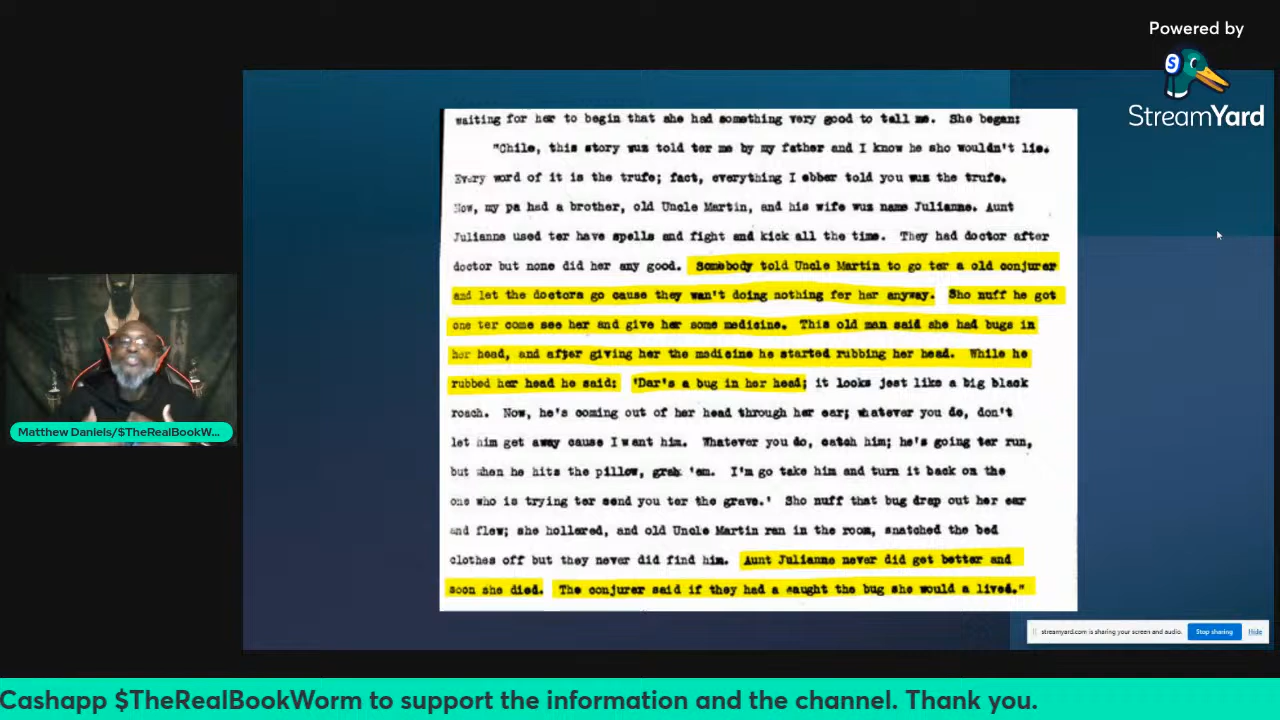 Powered by
S
StreamYard
waiting for her to begin that she had something very good to tell me. She began:
"Chile, this story wus told ter me by my father and I know he sho wouldn't lie.
Every word of it is the trufe; fact, everything I ebber told you wus the trufe.
Now, my pa had a brother, old Uncle Martin, and his wife wuz name Julianne. Aunt
Julianne used ter have spells and fight and kick all the time. They had doctor after
doctor but none did her any good. Somebody told Uncle Martin to go ter a old conjurer
and let the doctors go cause they wan't doing nothing fer her anyway. Sho nuff he got
one ter come see her and give her some medicine. This old man said she had bugs in
her head, and after giving her the medicine he started rubbing her head. While he
rubbed her head he said: 'Dar's a bug in her head; it looks jest like a big black
roach. Now, he's coming out of her head through her ear; whatever you do, don't
let him get away cause I want him. Whatever you do, catch him; he's going ter run,
but when he hits the pillow, grab 'em. I'm go take him and turn it back on the
one who is trying ter send you ter the grave.' Sho nuff that bug drap out her ear
and flew; she hollered, and old Uncle Martin ran in the room, snatched the bed
clothes off but they never did find him. Aunt Julianne never did get better and
soon she died. The conjurer said if they had a caught the bug she would a lived."
Matthew Daniels/$TheRealBookW...
streamyard.com is sharing your screen and audio. Stop sharing Hide
Cashapp $TheRealBookWorm to support the information and the channel. Thank you.